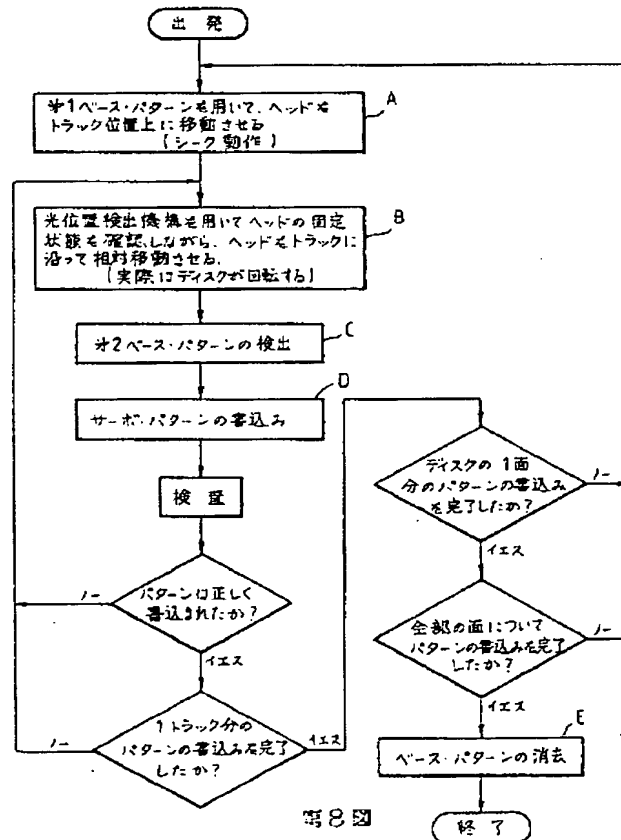 出発
A
第1ベース・パターンを用いて、ヘッドを
トラック位置上に移動させる
(シーク動作)
B
光位置検出機構を用いてヘッドの固定
状態を確認しながら、ヘッドをトラックに
沿って相対移動させる.
(実際にディスクが回転する)
C
第2ベース・パターンの検出
D
サーボ・パターンの書込み
検証
パターンは正しく
書込まれたか?
ノー
イエス
1トラック分の
パターンの書込みを完了
したか?
ノー
イエス
ディスクの1面
分のパターンの書込み
を完了したか?
ノー
イエス
全部の面について
パターンの書込みを完了
したか?
ノー
イエス
E
ベース・パターンの消去
終了
第8図